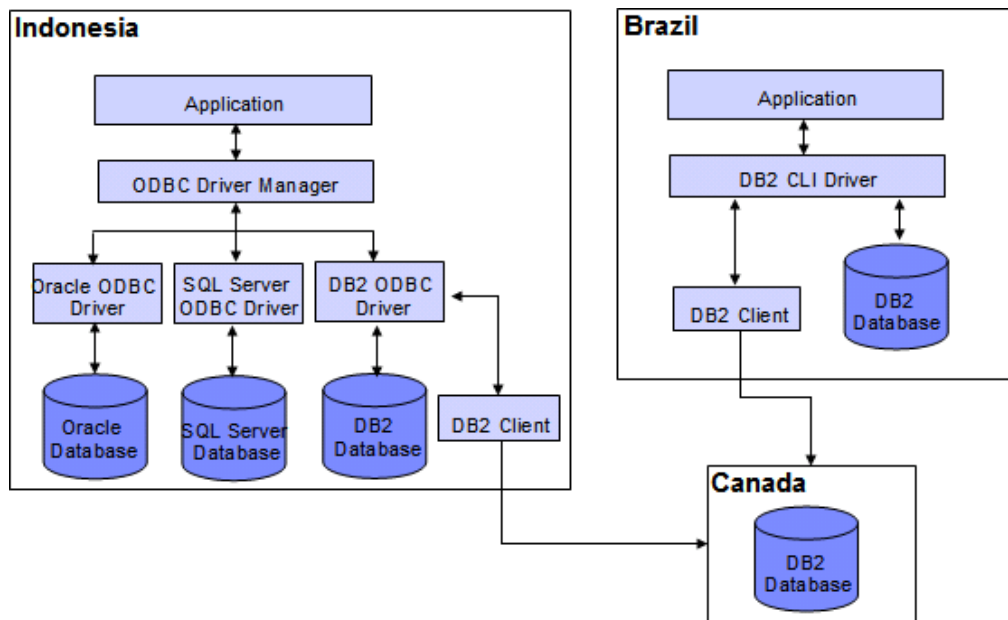 Indonesia
Application
ODBC Driver Manager
Oracle ODBC
Driver
SQL Server
ODBC Driver
DB2 ODBC
Driver
Oracle
Database
SQL Server
Database
DB2
Database
DB2 Client
Brazil
Application
DB2 CLI Driver
DB2 Client
DB2
Database
Canada
DB2
Database